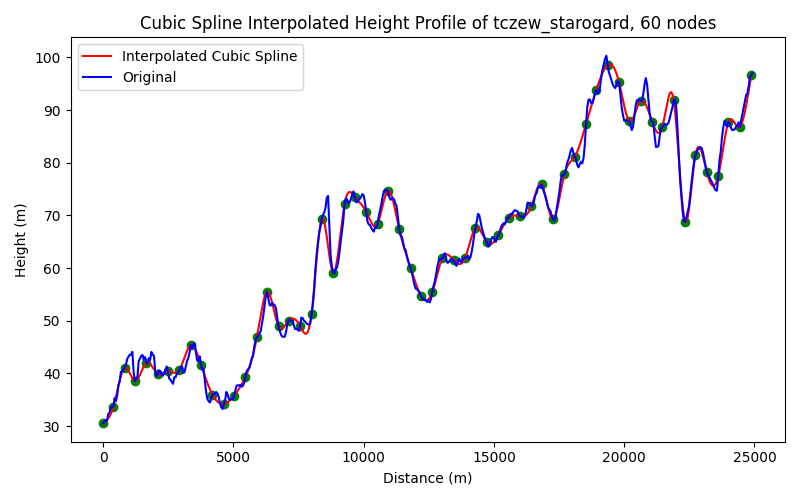 Cubic Spline Interpolated Height Profile of tczew_starogard, 60 nodes
Interpolated Cubic Spline
Original
100
90
80
70
60
50
40
30
Height (m)
0 5000 10000 15000 20000 25000
Distance (m)